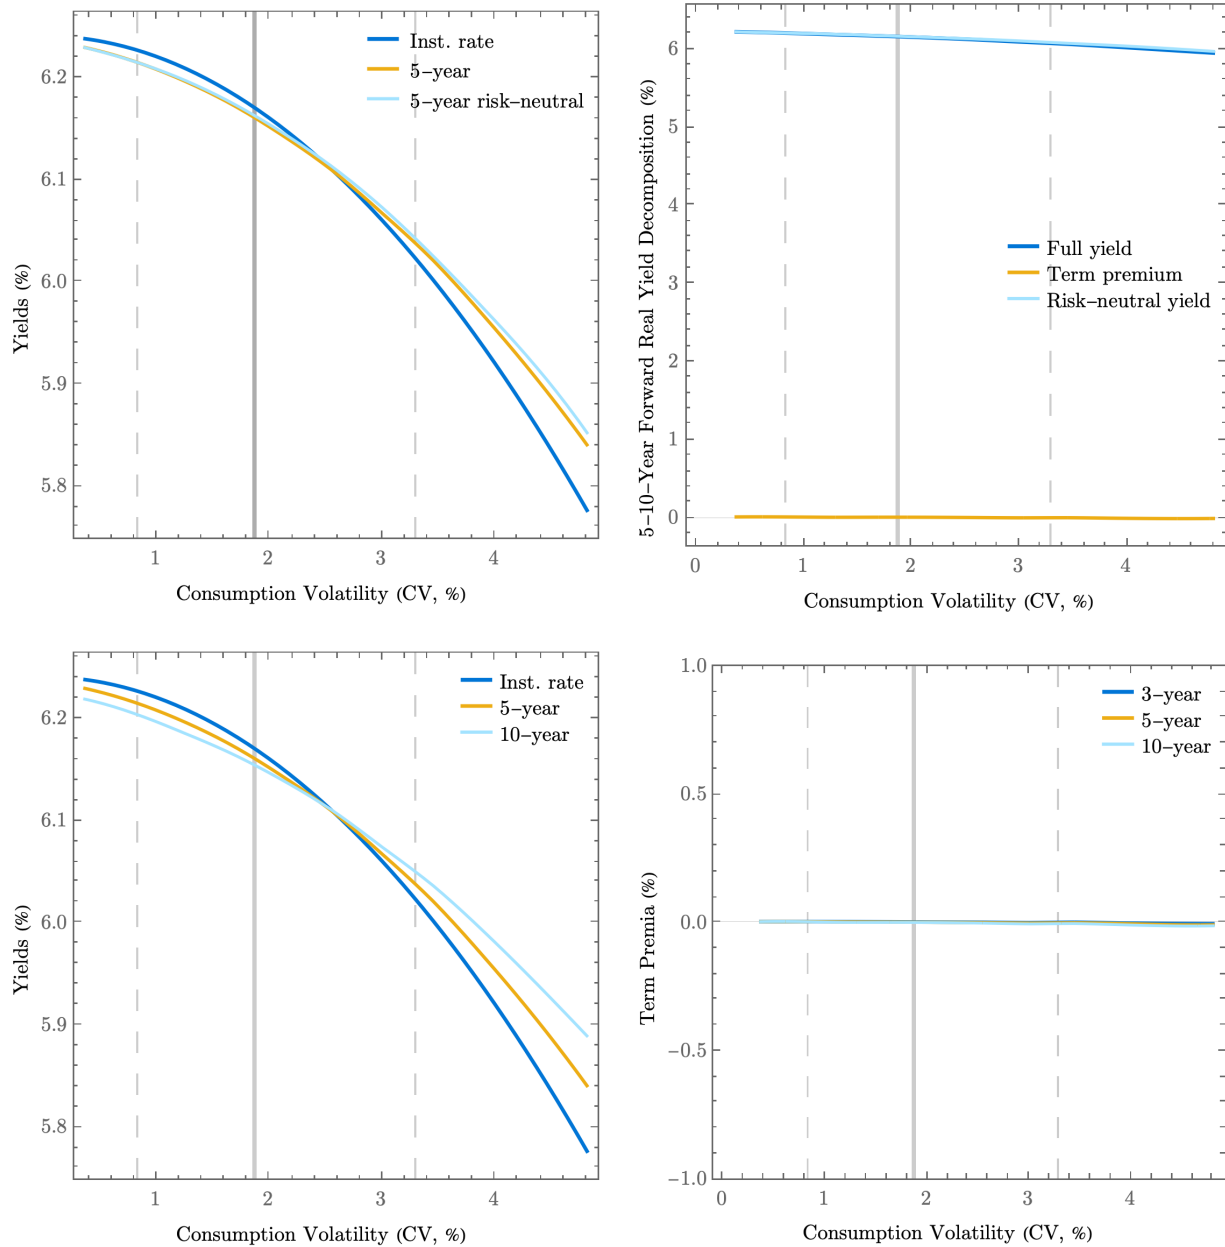 Inst. rate
5–year
5–year risk–neutral
6.2
6.1
6.0
5.9
5.8
Yields (%)
1
2
3
4
Consumption Volatility (CV, %)
Full yield
Term premium
Risk–neutral yield
6
5
4
3
2
1
0
5–10–Year Forward Real Yield Decomposition (%)
0
1
2
3
4
Consumption Volatility (CV, %)
Inst. rate
5–year
10–year
6.2
6.1
6.0
5.9
5.8
Yields (%)
1
2
3
4
Consumption Volatility (CV, %)
3–year
5–year
10–year
1.0
0.5
0.0
−0.5
−1.0
Term Premia (%)
0
1
2
3
4
Consumption Volatility (CV, %)